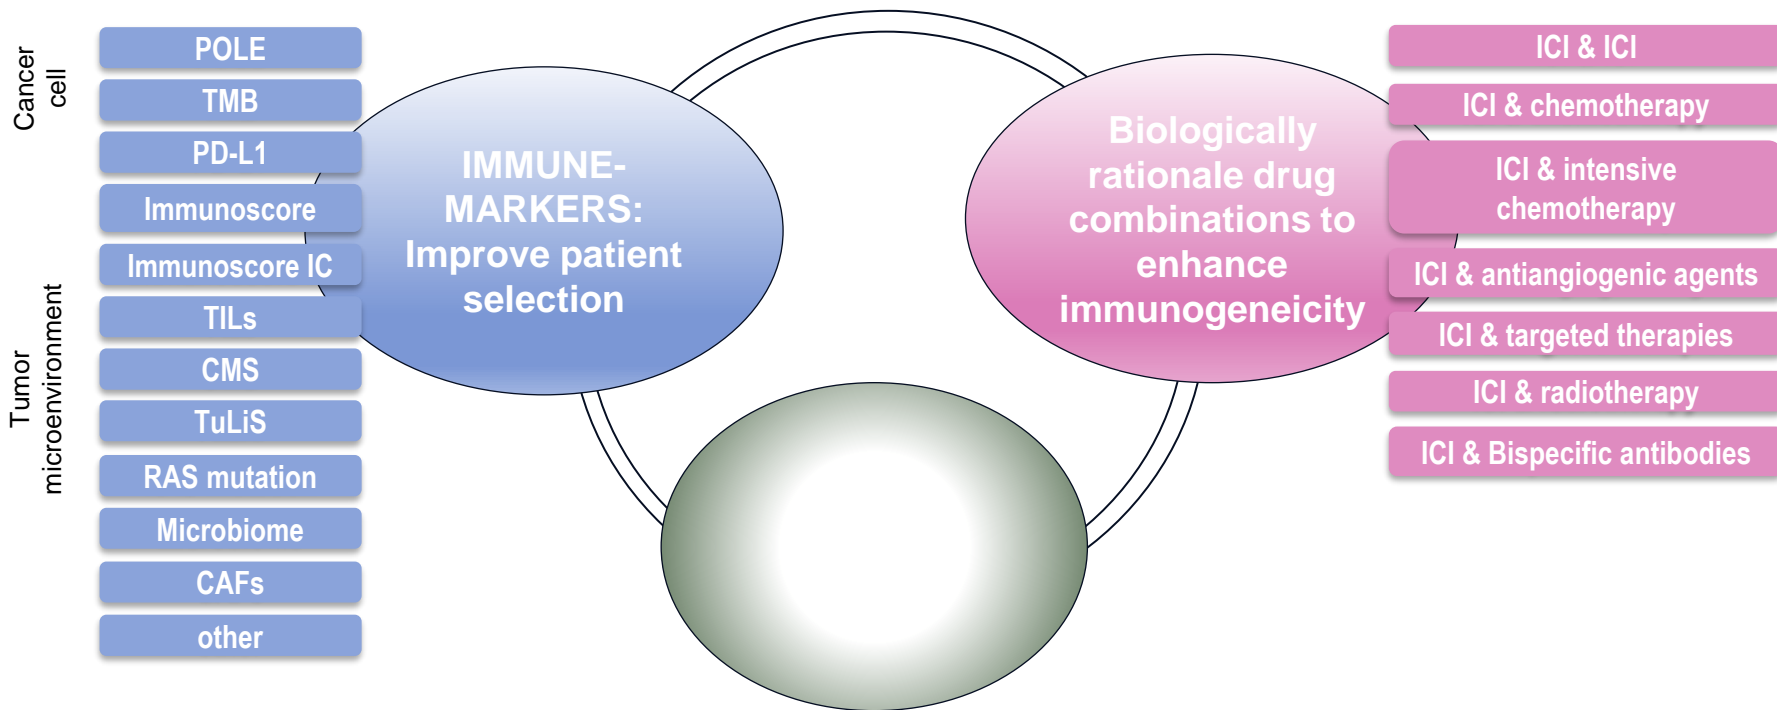 Cancer
cell
Tumor
microenvironment
POLE
TMB
PD-L1
Immunoscore
Immunoscore IC
TILs
CMS
TuLiS
RAS mutation
Microbiome
CAFs
other
IMMUNE-
MARKERS:
Improve patient
selection
Biologically
rationale drug
combinations to
enhance
immunogeneicity
ICI & ICI
ICI & chemotherapy
ICI & intensive
chemotherapy
ICI & antiangiogenic agents
ICI & targeted therapies
ICI & radiotherapy
ICI & Bispecific antibodies